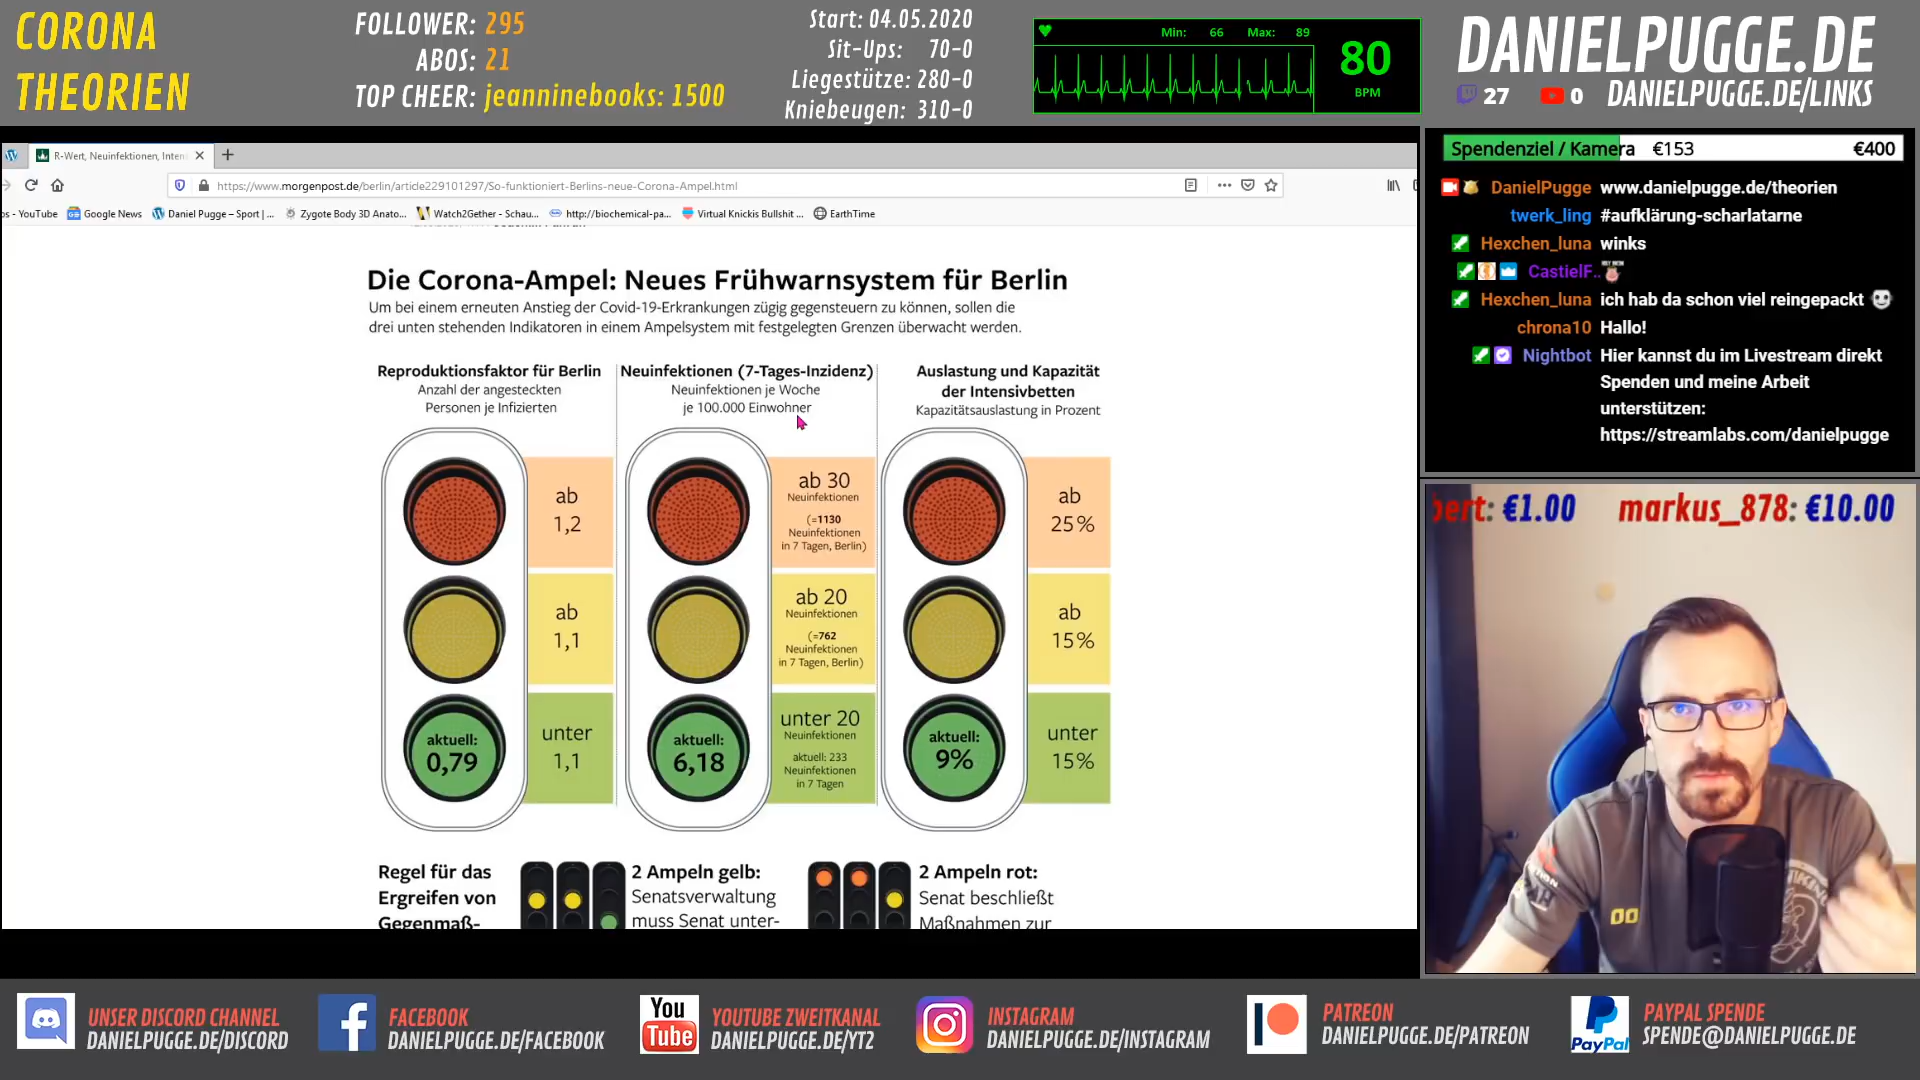 CORONA
THEORIEN
FOLLOWER: 295
ABOS: 21
TOP CHEER: jeanninebooks: 1500
Start: 04.05.2020
Sit-Ups: 70-0
Liegestütze: 280-0
Kniebeugen: 310-0
Min: 66 Max: 89
80
BPM
DANIELPUGGE.DE
27 0 DANIELPUGGE.DE/LINKS
R-Wert, Neuinfektionen, Inten
https://www.morgenpost.de/berlin/article229101297/So-funktioniert-Berlins-neue-Corona-Ampel.html
os - YouTube Google News Daniel Pugge – Sport |... Zygote Body 3D Anato... Watch2Gether - Schau... http://biochemical-pa... Virtual Knickis Bullshit ... EarthTime
Die Corona-Ampel: Neues Frühwarnsystem für Berlin
Um bei einem erneuten Anstieg der Covid-19-Erkrankungen zügig gegensteuern zu können, sollen die
drei unten stehenden Indikatoren in einem Ampelsystem mit festgelegten Grenzen überwacht werden.
Reproduktionsfaktor für Berlin
Anzahl der angesteckten
Personen je Infizierten
ab
1,2
ab
1,1
aktuell:
0,79
unter
1,1
Neuinfektionen (7-Tages-Inzidenz)
Neuinfektionen je Woche
je 100.000 Einwohner
ab 30
Neuinfektionen
(=1130
Neuinfektionen
in 7 Tagen, Berlin)
ab 20
Neuinfektionen
(=762
Neuinfektionen
in 7 Tagen, Berlin)
aktuell:
6,18
unter 20
Neuinfektionen
aktuell: 233
Neuinfektionen
in 7 Tagen
Auslastung und Kapazität
der Intensivbetten
Kapazitätsauslastung in Prozent
ab
25%
ab
15%
aktuell:
9%
unter
15%
Regel für das
Ergreifen von
Gegenmaß-
2 Ampeln gelb:
Senatsverwaltung
muss Senat unter-
2 Ampeln rot:
Senat beschließt
Maßnahmen zur
Spendenziel / Kamera €153 €400
DanielPugge www.danielpugge.de/theorien
twerk_ling #aufklärung-scharlatarne
Hexchen_luna winks
CastielF..
Hexchen_luna ich hab da schon viel reingepackt
chrona10 Hallo!
Nightbot Hier kannst du im Livestream direkt
Spenden und meine Arbeit
unterstützen:
https://streamlabs.com/danielpugge
bert: €1.00 markus_878: €10.00
UNSER DISCORD CHANNEL
DANIELPUGGE.DE/DISCORD
FACEBOOK
DANIELPUGGE.DE/FACEBOOK
You
Tube
YOUTUBE ZWEITKANAL
DANIELPUGGE.DE/YT2
INSTAGRAM
DANIELPUGGE.DE/INSTAGRAM
PATREON
DANIELPUGGE.DE/PATREON
PayPal
PAYPAL SPENDE
SPENDE@DANIELPUGGE.DE